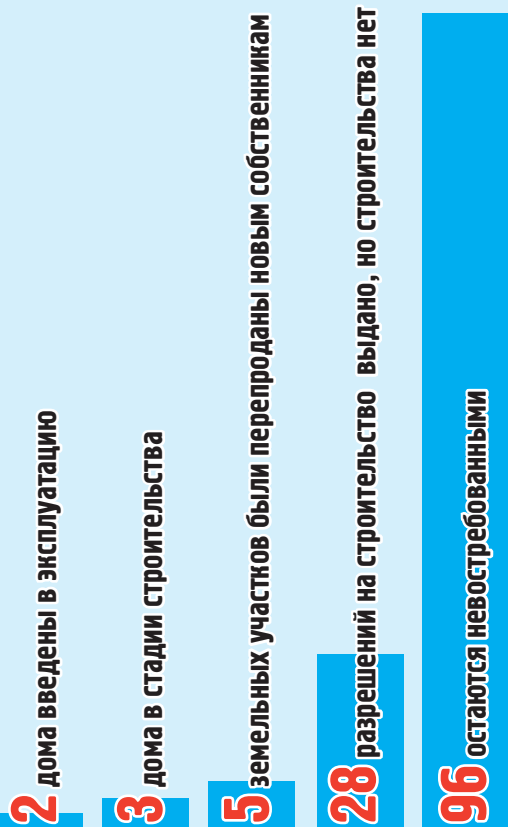 2 дома введены в эксплуатацию
3 дома в стадии строительства
5 земельных участков были перепроданы новым собственникам
28 разрешений на строительство выдано, но строительства нет
96 остаются невостребованными